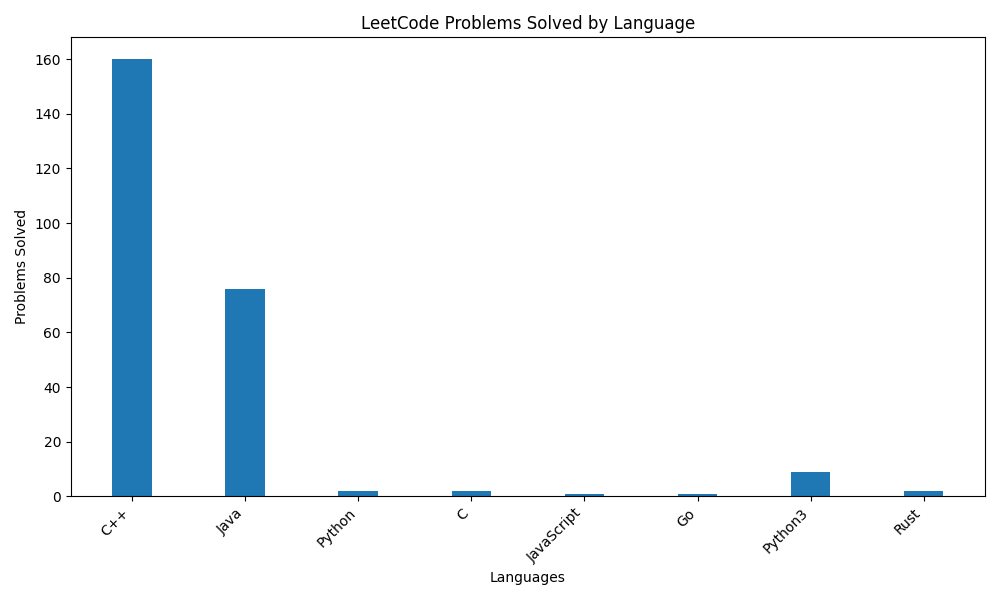 LeetCode Problems Solved by Language
Problems Solved
160
140
120
100
80
60
40
20
0
C++
Java
Python
C
JavaScript
Go
Python3
Rust
Languages